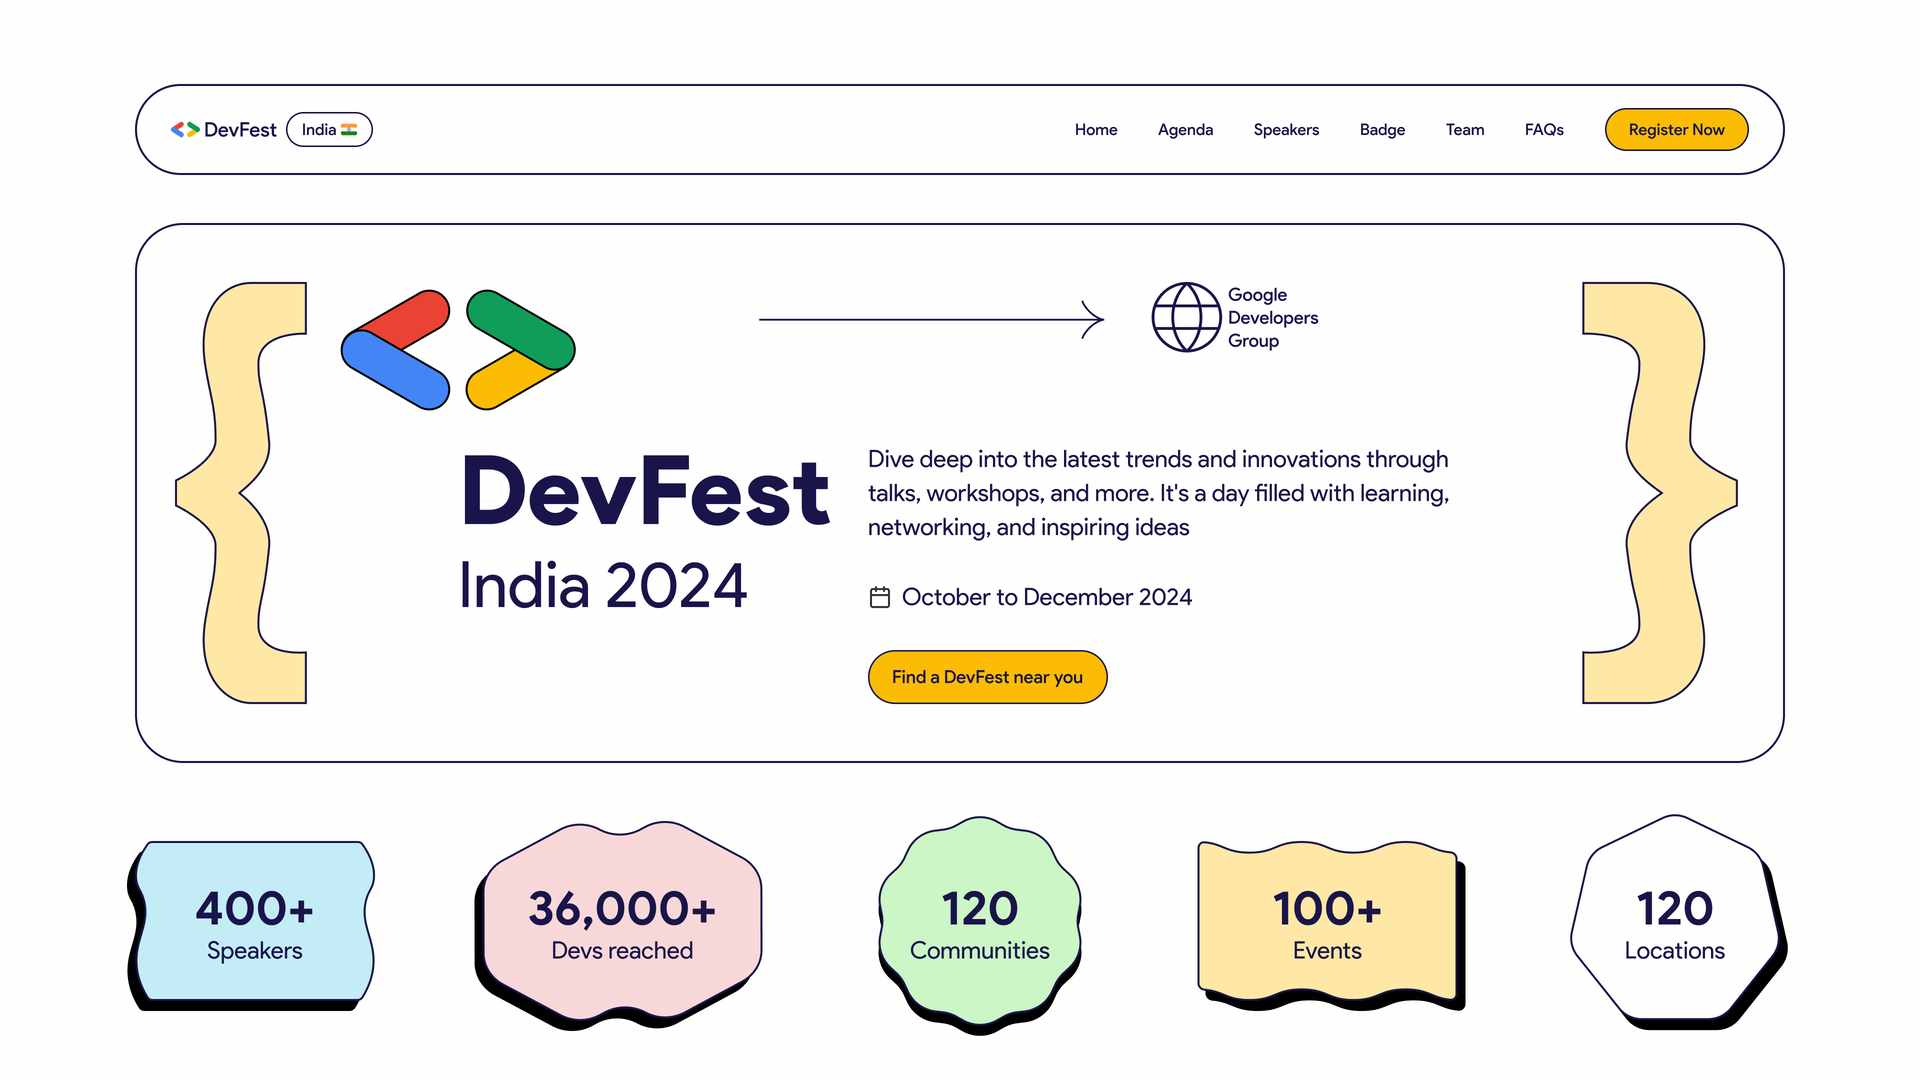 DevFest
India
Home
Agenda
Speakers
Badge
Team
FAQs
Register Now
Google
Developers
Group
DevFest
India 2024
Dive deep into the latest trends and innovations through
talks, workshops, and more. It's a day filled with learning,
networking, and inspiring ideas
October to December 2024
Find a DevFest near you
400+
Speakers
36,000+
Devs reached
120
Communities
100+
Events
120
Locations